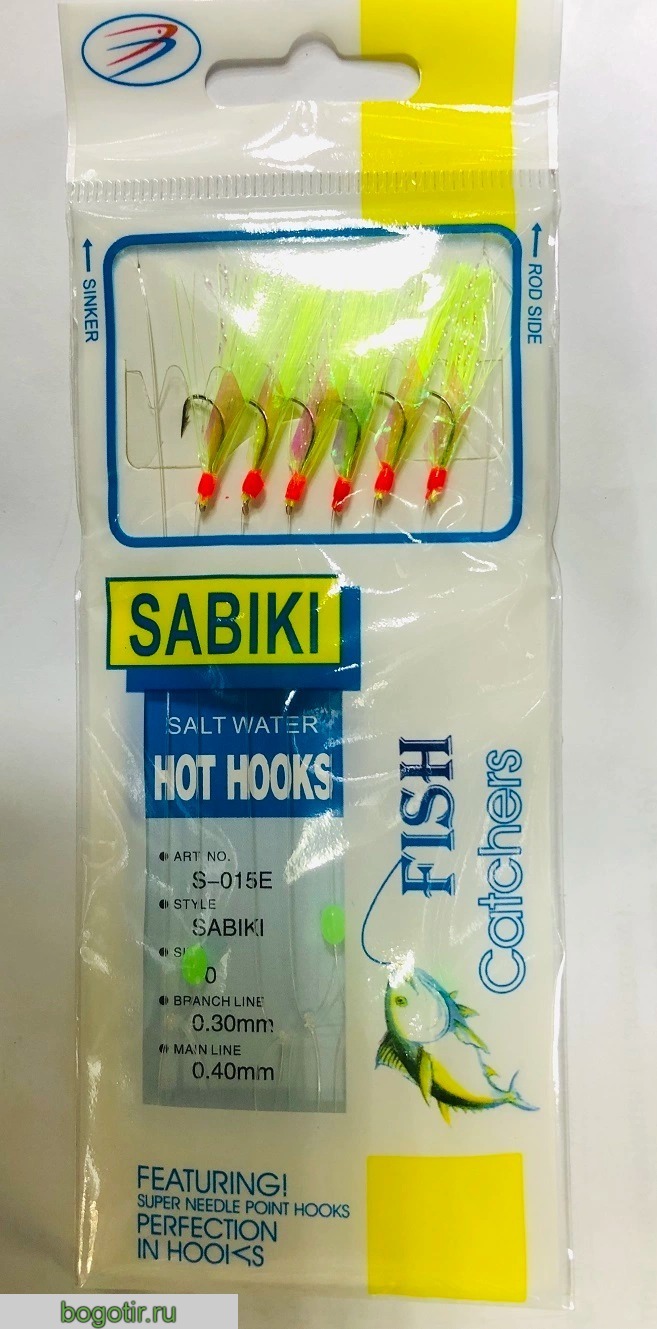 SINKER
ROD SIDE
SABIKI
SALT WATER
HOT HOOKS
ART NO.
S-015E
STYLE
SABIKI
BRANCH LINE
0.30mm
MAIN LINE
0.40mm
FISH
Catchers
FEATURING!
SUPER NEEDLE POINT HOOKS
PERFECTION
IN HOOKS
bogotir.ru